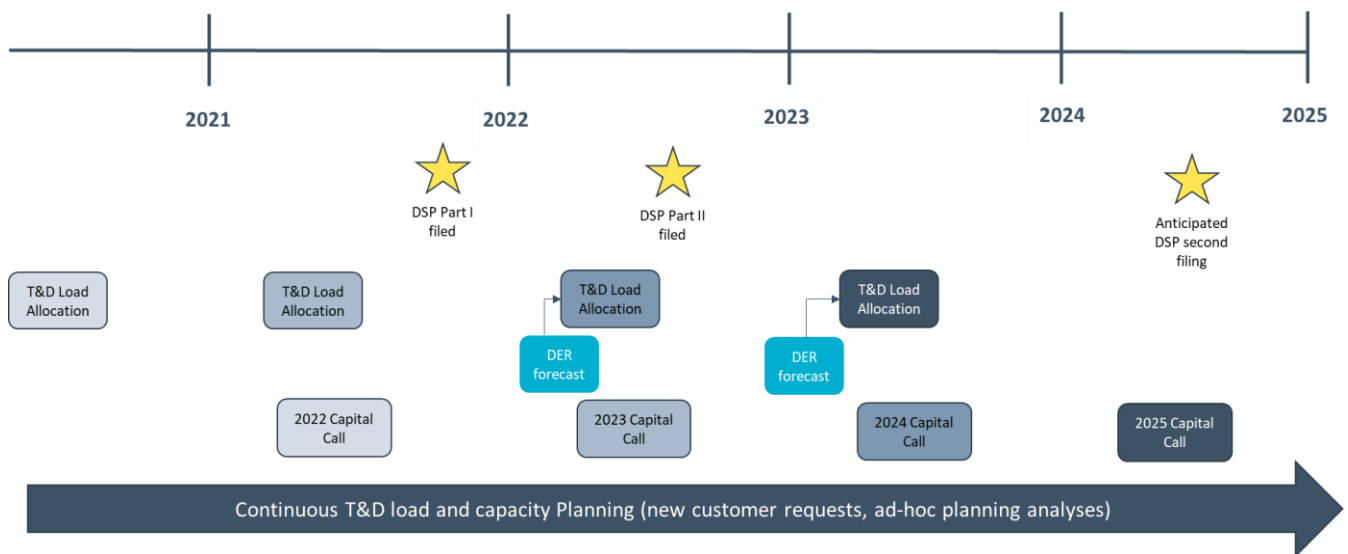 2021
2022
2023
2024
2025
DSP Part I
filed
DSP Part II
filed
Anticipated
DSP second
filing
T&D Load
Allocation
T&D Load
Allocation
T&D Load
Allocation
T&D Load
Allocation
DER
forecast
DER
forecast
2022 Capital
Call
2023 Capital
Call
2024 Capital
Call
2025 Capital
Call
Continuous T&D load and capacity Planning (new customer requests, ad-hoc planning analyses)